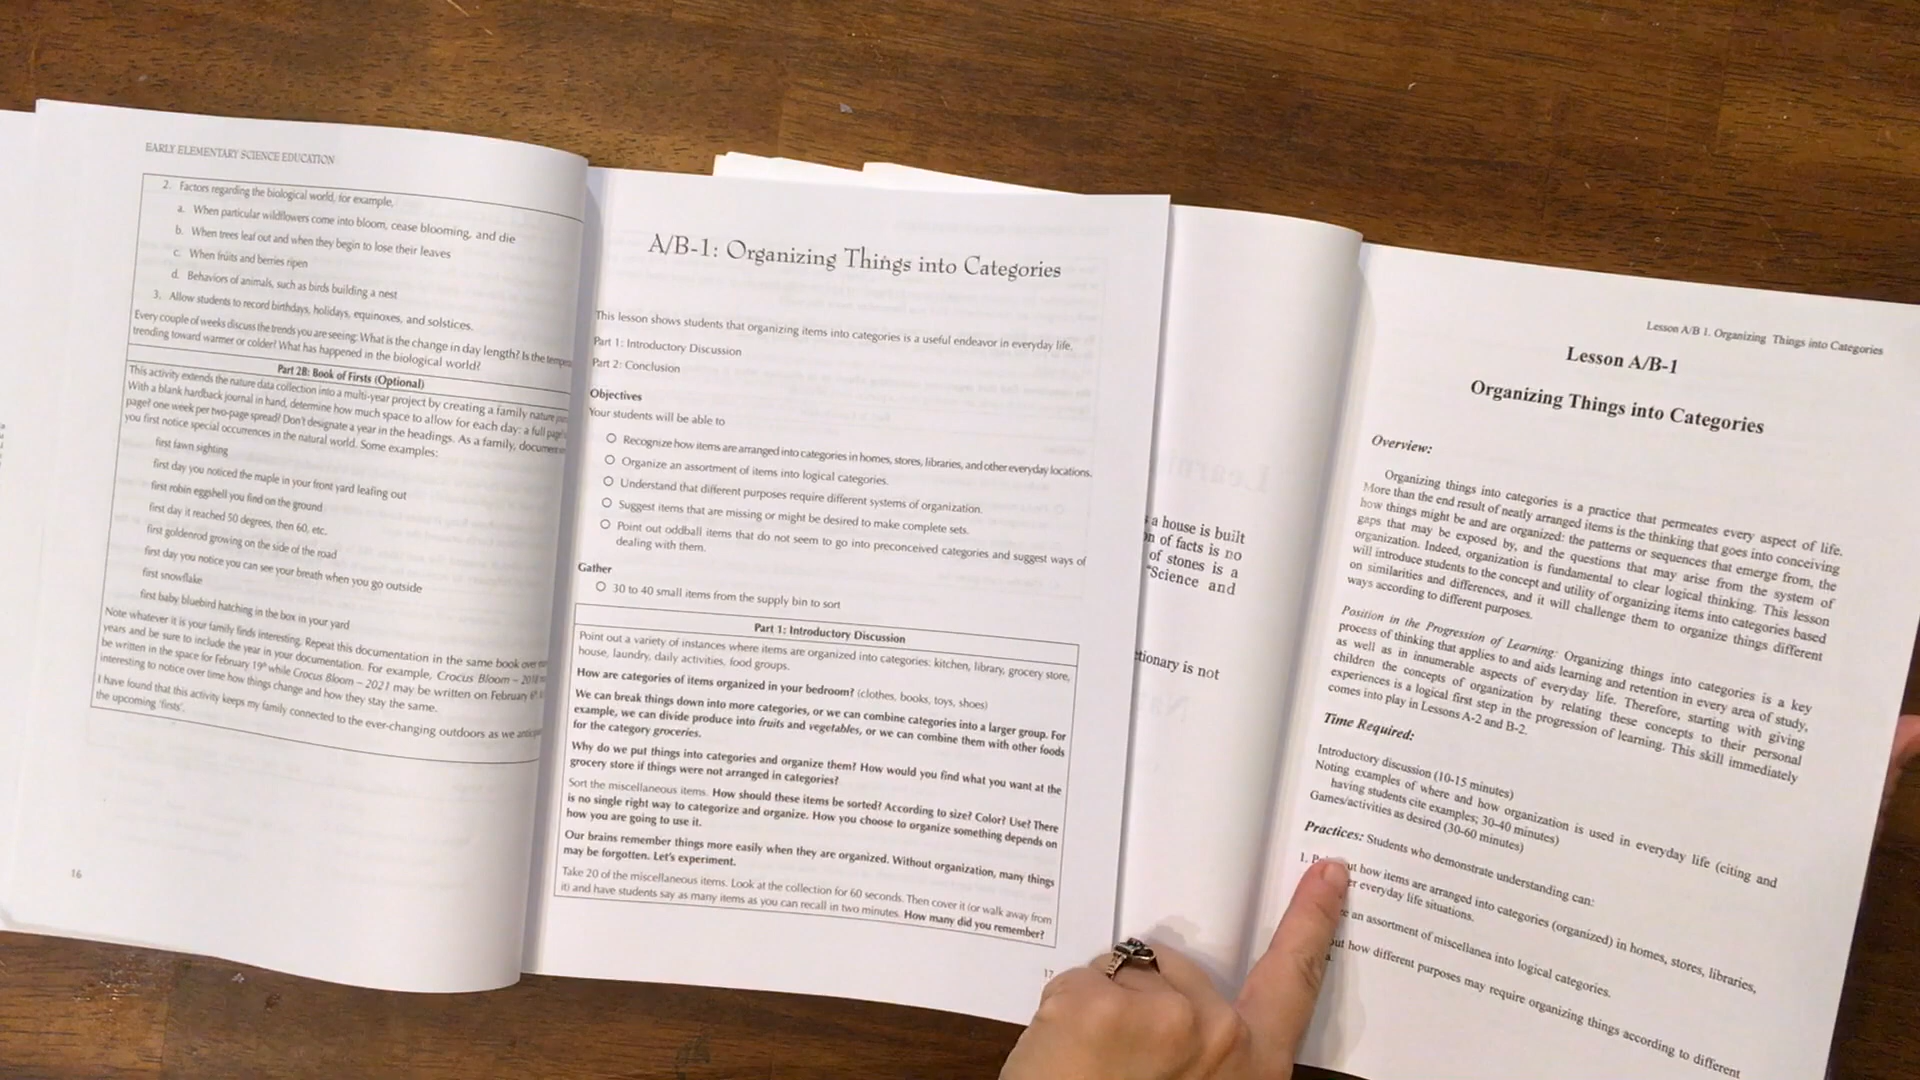 EARLY ELEMENTARY SCIENCE EDUCATION
2. Factors regarding the biological world, for example,
a. When particular wildflowers come into bloom, cease blooming, and die
b. When trees leaf out and when they begin to lose their leaves
c. When fruits and berries ripen
d. Behaviors of animals, such as birds building a nest
3. Allow students to record birthdays, holidays, equinoxes, and solstices.
Every couple of weeks discuss the trends you are seeing: What is the change in day length? Is the
trending toward warmer or colder? What has happened in the biological world?
Part 2B: Book of Firsts (Optional)
This activity extends the nature data collection into a multi-year project by creating a family nature
With a blank hardback journal in hand, determine how much space to allow for each day: a full
page? one week per two-page spread? Don't designate a year in the headings. As a family,
you first notice special occurrences in the natural world. Some examples:
first fawn sighting
first day you noticed the maple in your front yard leafing out
first robin eggshell you find on the ground
first day it reached 50 degrees, then 60, etc.
first goldenrod growing on the side of the road
first day you notice you can see your breath when you go outside
first snowflake
first baby bluebird hatching in the box in your yard
Note whatever it is your family finds interesting. Repeat this documentation in the same book over
years and be sure to include the year in your documentation. For example, Crocus Bloom –
be written in the space for February 19th while Crocus Bloom – 2021 may be written on February
interesting to notice over time how things change and how they stay the same.
I have found that this activity keeps my family connected to the ever-changing outdoors as we
the upcoming 'firsts'.
16
A/B-1: Organizing Things into Categories
This lesson shows students that organizing items into categories is a useful endeavor in everyday life.
Part 1: Introductory Discussion
Part 2: Conclusion
Objectives
Your students will be able to
O Recognize how items are arranged into categories in homes, stores, libraries, and other everyday locations.
O Organize an assortment of items into logical categories.
O Understand that different purposes require different systems of organization.
O Suggest items that are missing or might be desired to make complete sets.
O Point out oddball items that do not seem to go into preconceived categories and suggest ways of
dealing with them.
Gather
O 30 to 40 small items from the supply bin to sort
Part 1: Introductory Discussion
Point out a variety of instances where items are organized into categories: kitchen, library, grocery store,
house, laundry, daily activities, food groups.
How are categories of items organized in your bedroom? (clothes, books, toys, shoes)
We can break things down into more categories, or we can combine categories into a larger group. For
example, we can divide produce into fruits and vegetables, or we can combine them with other foods
for the category groceries.
Why do we put things into categories and organize them? How would you find what you want at the
grocery store if things were not arranged in categories?
Sort the miscellaneous items. How should these items be sorted? According to size? Color? Use? There
is no single right way to categorize and organize. How you choose to organize something depends on
how you are going to use it.
Our brains remember things more easily when they are organized. Without organization, many things
may be forgotten. Let's experiment.
Take 20 of the miscellaneous items. Look at the collection for 60 seconds. Then cover it (or walk away from
it) and have students say as many items as you can recall in two minutes. How many did you remember?
17
a house is built
of facts is no
of stones is a
"Science and
is not
Lesson A/B 1. Organizing Things into Categories
Lesson A/B-1
Organizing Things into Categories
Overview:
Organizing things into categories is a practice that permeates every aspect of life.
More than the end result of neatly arranged items is the thinking that goes into conceiving
how things might be and are organized: the patterns or sequences that emerge from, the
gaps that may be exposed by, and the questions that may arise from the system of
organization. Indeed, organization is fundamental to clear logical thinking. This lesson
will introduce students to the concept and utility of organizing items into categories based
on similarities and differences, and it will challenge them to organize things different
ways according to different purposes.
Position in the Progression of Learning: Organizing things into categories is a key
process of thinking that applies to and aids learning and retention in every area of study,
as well as in innumerable aspects of everyday life. Therefore, starting with giving
children the concepts of organization by relating these concepts to their personal
experiences is a logical first step in the progression of learning. This skill immediately
comes into play in Lessons A-2 and B-2.
Time Required:
Introductory discussion (10-15 minutes)
Noting examples of where and how organization is used in everyday life (citing and
having students cite examples; 30-40 minutes)
Games/activities as desired (30-60 minutes)
Practices: Students who demonstrate understanding can:
1. how items are arranged into categories (organized) in homes, stores, libraries,
everyday life situations.
an assortment of miscellanea into logical categories.
how different purposes may require organizing things according to different